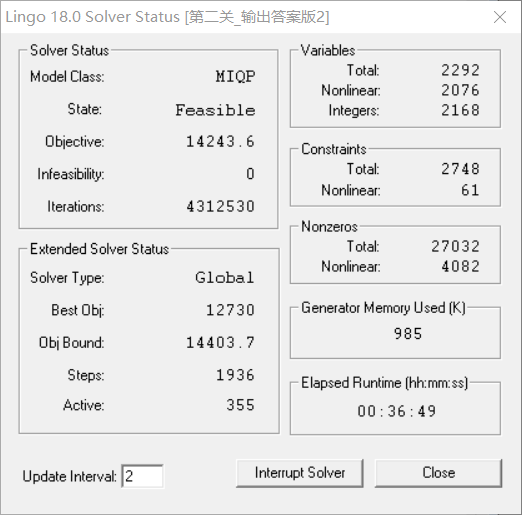 Lingo 18.0 Solver Status [第二关_输出答案版2]
Solver Status
Model Class: MIQP
State: Feasible
Objective: 14243.6
Infeasibility: 0
Iterations: 4312530
Extended Solver Status
Solver Type: Global
Best Obj: 12730
Obj Bound: 14403.7
Steps: 1936
Active: 355
Variables
Total: 2292
Nonlinear: 2076
Integers: 2168
Constraints
Total: 2748
Nonlinear: 61
Nonzeros
Total: 27032
Nonlinear: 4082
Generator Memory Used (K)
985
Elapsed Runtime (hh:mm:ss)
00:36:49
Update Interval: 2
Interrupt Solver
Close